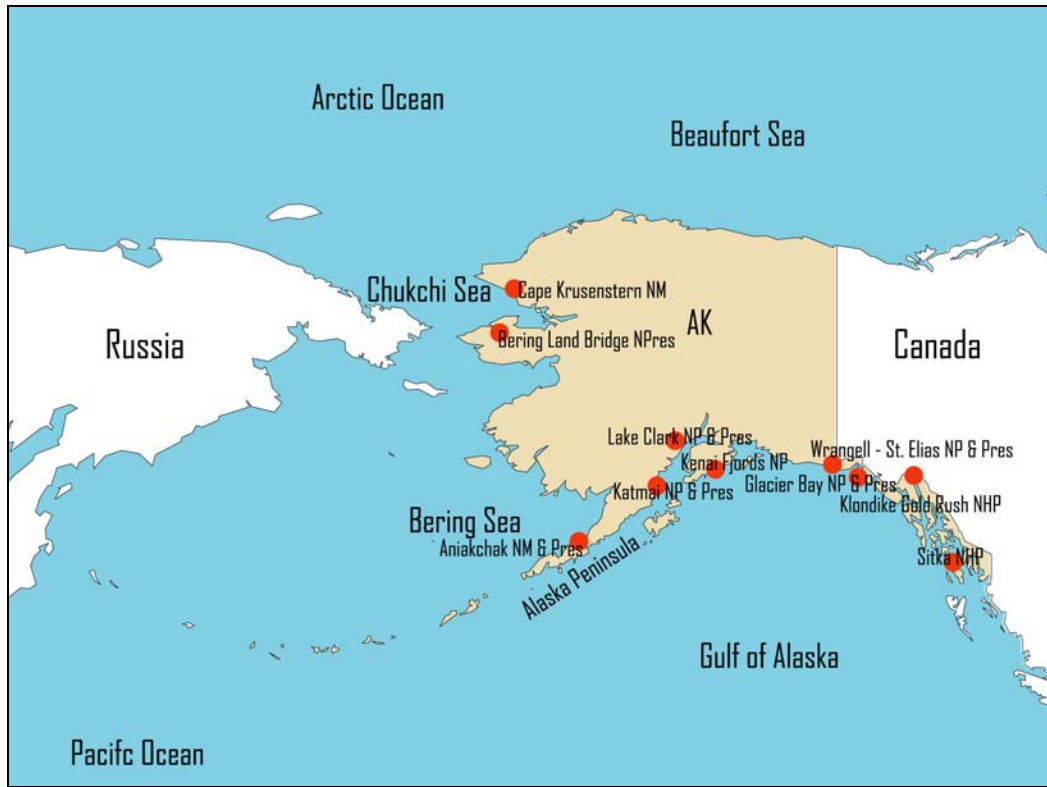 Arctic Ocean
Beaufort Sea
Chukchi Sea
Cape Krusenstern NM
Russia
Bering Land Bridge NPres
AK
Canada
Lake Clark NP & Pres
Kenai Fjords NP
Wrangell - St. Elias NP & Pres
Katmai NP & Pres
Glacier Bay NP & Pres
Klondike Gold Rush NHP
Bering Sea
Aniakchak NM & Pres
Alaska Peninsula
Sitka NHP
Gulf of Alaska
Pacifc Ocean